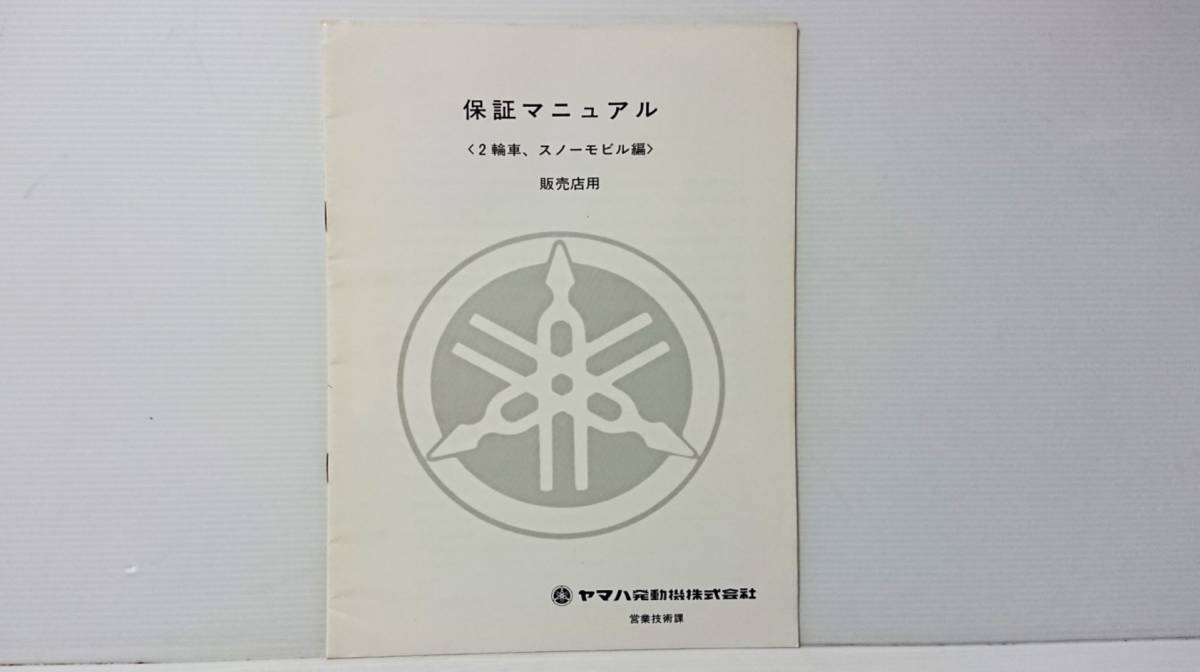 保証マニュアル
〈2輪車、スノーモビル編〉
販売店用
ヤマハ発動機株式会社
営業技術課